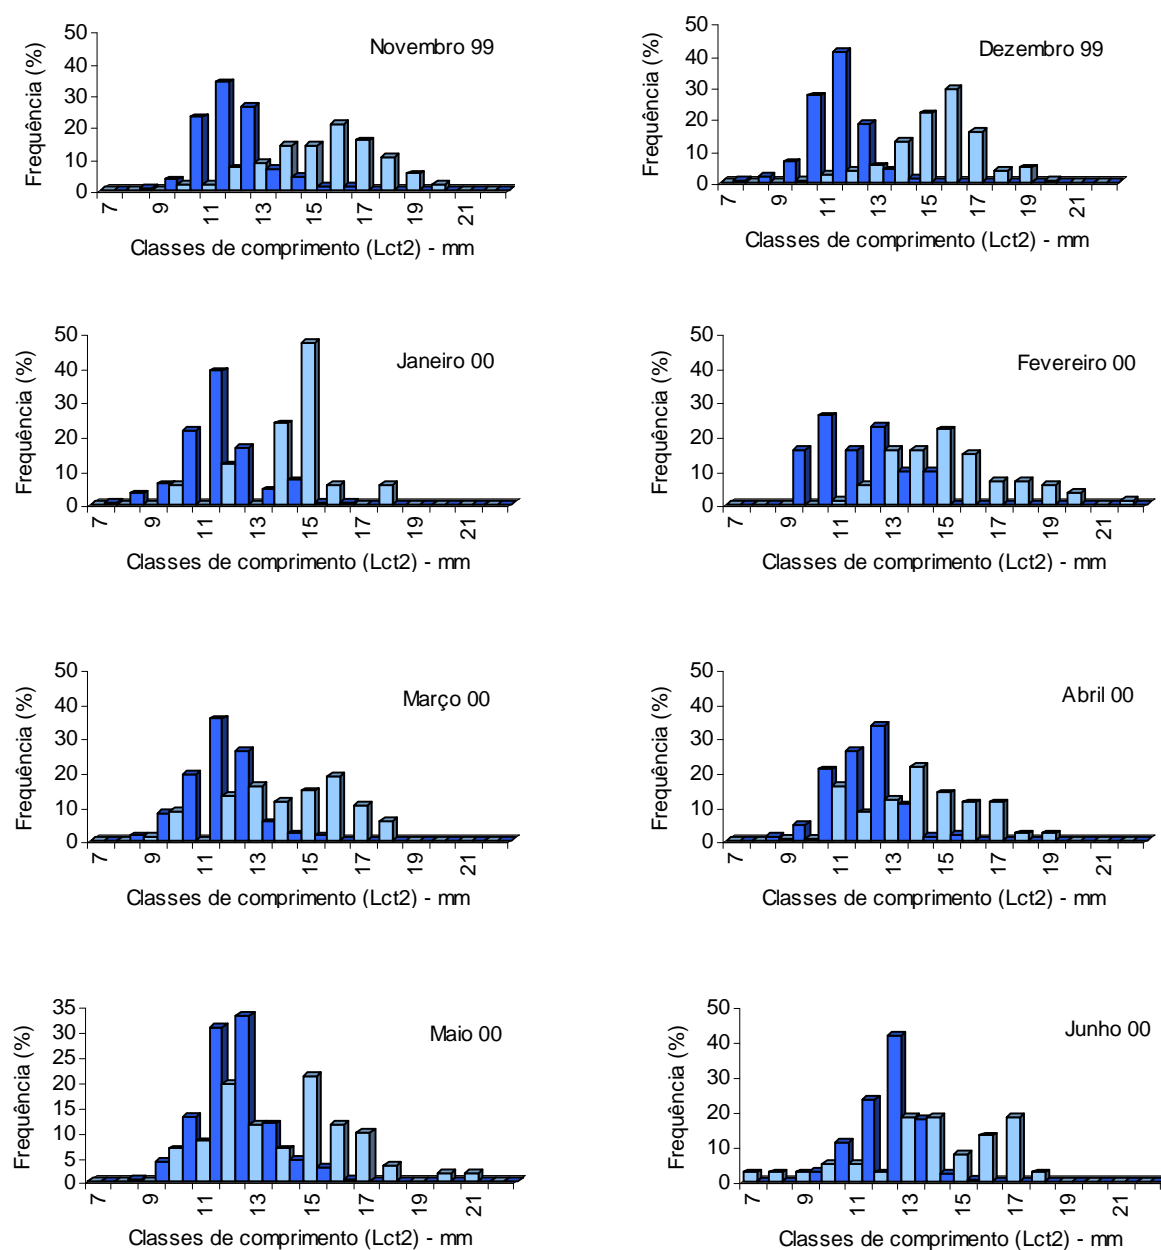 Novembro 99
Frequência (%)
50
40
30
20
10
0
7 9 11 13 15 17 19 21
Classes de comprimento (Lct2) - mm
Dezembro 99
Frequência (%)
50
40
30
20
10
0
7 9 11 13 15 17 19 21
Classes de comprimento (Lct2) - mm
Janeiro 00
Frequência (%)
50
40
30
20
10
0
7 9 11 13 15 17 19 21
Classes de comprimento (Lct2) - mm
Fevereiro 00
Frequência (%)
50
40
30
20
10
0
7 9 11 13 15 17 19 21
Classes de comprimento (Lct2) - mm
Março 00
Frequência (%)
50
40
30
20
10
0
7 9 11 13 15 17 19 21
Classes de comprimento (Lct2) - mm
Abril 00
Frequência (%)
50
40
30
20
10
0
7 9 11 13 15 17 19 21
Classes de comprimento (Lct2) - mm
Maio 00
Frequência (%)
35
30
25
20
15
10
5
0
7 9 11 13 15 17 19 21
Classes de comprimento (Lct2) - mm
Junho 00
Frequência (%)
50
40
30
20
10
0
7 9 11 13 15 17 19 21
Classes de comprimento (Lct2) - mm